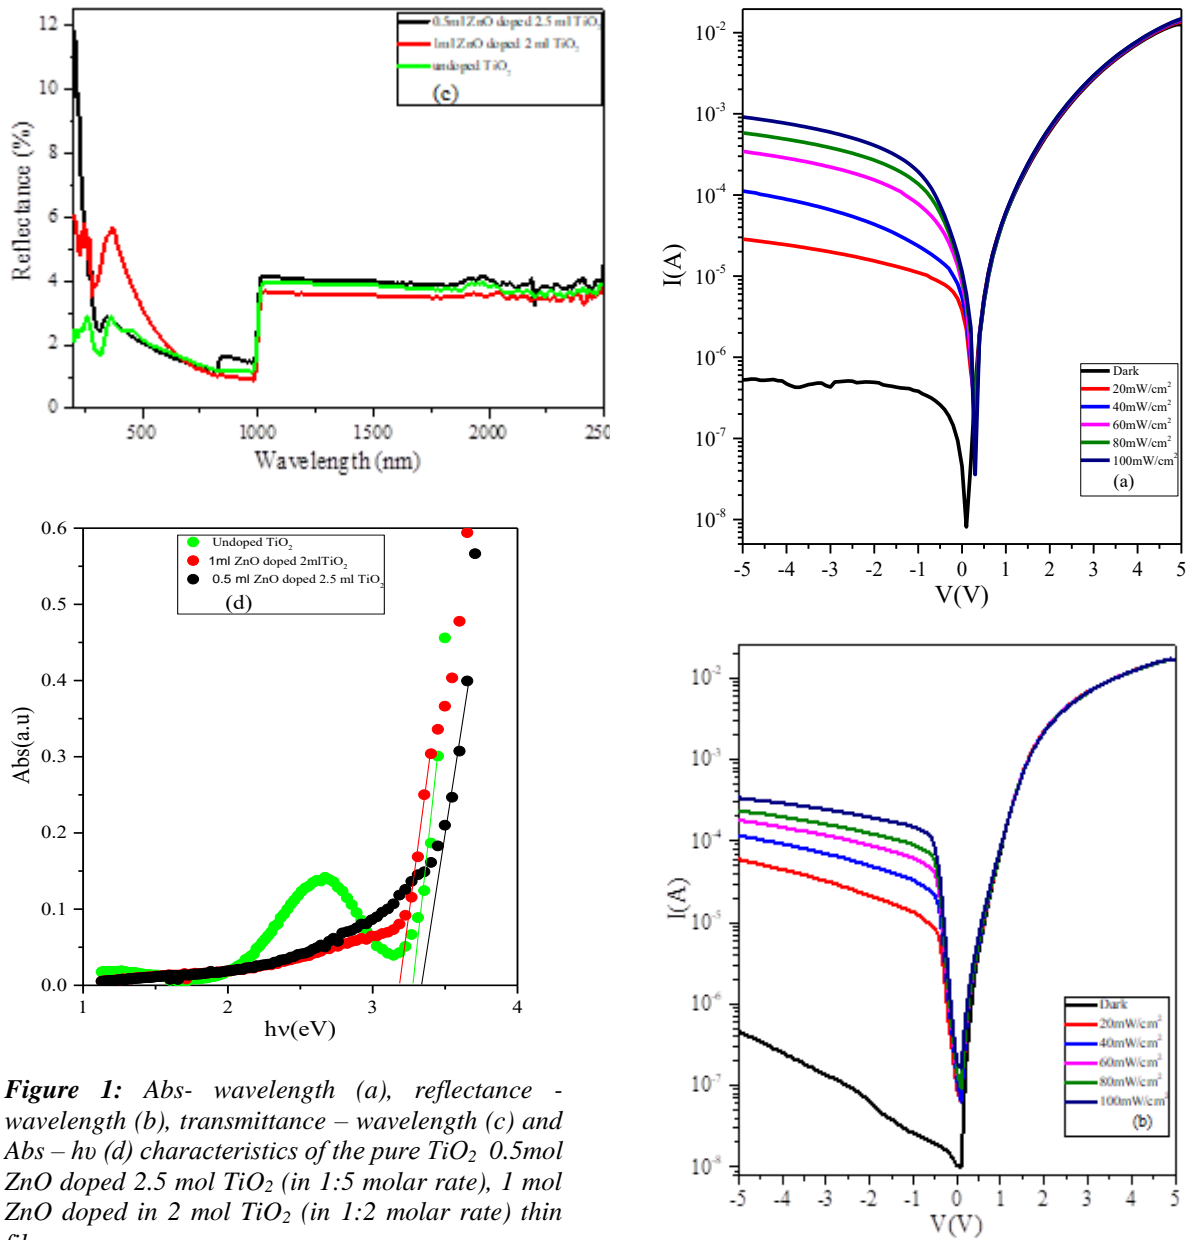 12
10
8
6
4
2
0
Reflectance (%)
0.5ml ZnO doped 2.5 ml TiO2
1ml ZnO doped 2 ml TiO2
undoped TiO2
(c)
500 1000 1500 2000 250
Wavelength (nm)
0.6
0.5
0.4
0.3
0.2
0.1
0.0
Abs(a.u)
Undoped TiO2
1ml ZnO doped 2mlTiO2
0.5 ml ZnO doped 2.5 ml TiO2
(d)
1 2 3 4
hν(eV)
Figure 1: Abs- wavelength (a), reflectance -
wavelength (b), transmittance – wavelength (c) and
Abs – hυ (d) characteristics of the pure TiO2 0.5mol
ZnO doped 2.5 mol TiO2 (in 1:5 molar rate), 1 mol
ZnO doped in 2 mol TiO2 (in 1:2 molar rate) thin
10^-2
10^-3
10^-4
10^-5
10^-6
10^-7
10^-8
I(A)
Dark
20mW/cm2
40mW/cm2
60mW/cm2
80mW/cm2
100mW/cm2
(a)
-5 -4 -3 -2 -1 0 1 2 3 4 5
V(V)
10^-2
10^-3
10^-4
10^-5
10^-6
10^-7
10^-8
I(A)
Dark
20mW/cm2
40mW/cm2
60mW/cm2
80mW/cm2
100mW/cm2
(b)
-5 -4 -3 -2 -1 0 1 2 3 4 5
V(V)